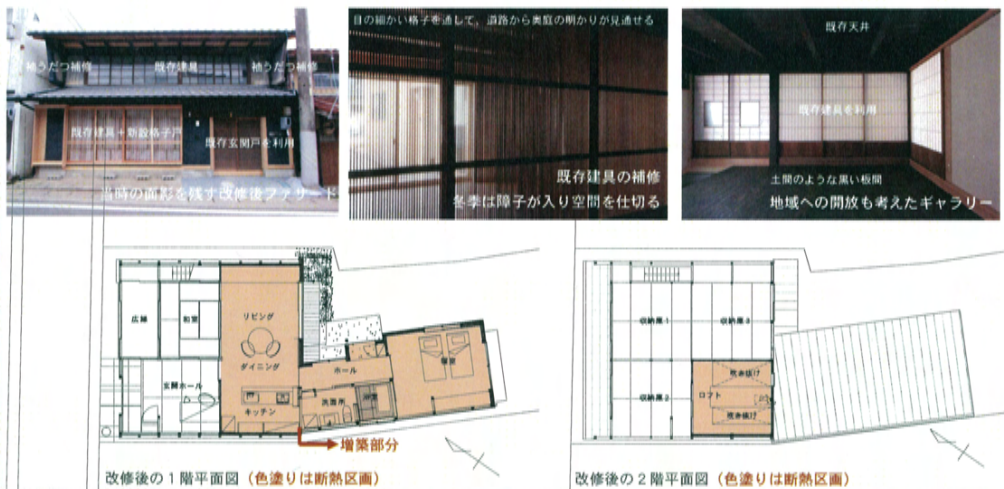 袖うだつ補修
既存建具
袖うだつ補修
既存建具＋新設格子戸
既存玄関戸を利用
当時の面影を残す改修後ファサード
目の細かい格子を通して、道路から奥庭の明かりが見通せる
既存建具の補修
冬季は障子が入り空間を仕切る
既存天井
既存建具を利用
土間のような黒い板間
地域への開放も考えたギャラリー
広縁
和室
リビング
ダイニング
キッチン
玄関ホール
ホール
洗面所
浴室
寝室
増築部分
改修後の1階平面図（色塗りは断熱区画）
収納屋1
収納屋3
収納屋2
ロフト
吹き抜け
吹き抜け
改修後の2階平面図（色塗りは断熱区画）